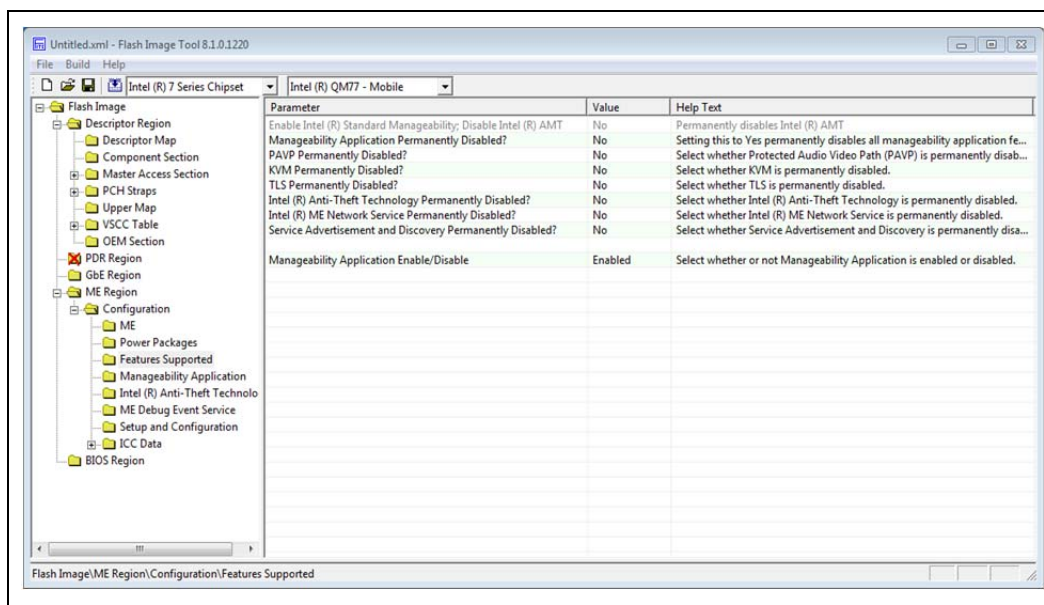 Untitled.xml - Flash Image Tool 8.1.0.1220
File Build Help
Intel (R) 7 Series Chipset Intel (R) QM77 - Mobile
Flash Image
Descriptor Region
Descriptor Map
Component Section
Master Access Section
PCH Straps
Upper Map
VSCC Table
OEM Section
PDR Region
GbE Region
ME Region
Configuration
ME
Power Packages
Features Supported
Manageability Application
Intel (R) Anti-Theft Technolo
ME Debug Event Service
Setup and Configuration
ICC Data
BIOS Region
Parameter Value Help Text
Enable Intel (R) Standard Manageability; Disable Intel (R) AMT No Permanently disables Intel (R) AMT
Manageability Application Permanently Disabled? No Setting this to Yes permanently disables all manageability application fe...
PAVP Permanently Disabled? No Select whether Protected Audio Video Path (PAVP) is permanently disab...
KVM Permanently Disabled? No Select whether KVM is permanently disabled.
TLS Permanently Disabled? No Select whether TLS is permanently disabled.
Intel (R) Anti-Theft Technology Permanently Disabled? No Select whether Intel (R) Anti-Theft Technology is permanently disabled.
Intel (R) ME Network Service Permanently Disabled? No Select whether Intel (R) ME Network Service is permanently disabled.
Service Advertisement and Discovery Permanently Disabled? No Select whether Service Advertisement and Discovery is permanently disa...
Manageability Application Enable/Disable Enabled Select whether or not Manageability Application is enabled or disabled.
Flash Image\ME Region\Configuration\Features Supported